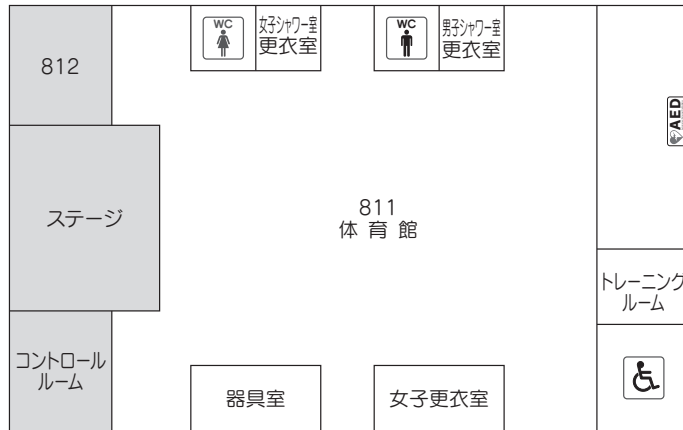 812
WC
女子シャワー室
更衣室
WC
男子シャワー室
更衣室
AED
ステージ
811
体育館
トレーニング
ルーム
コントロール
ルーム
器具室
女子更衣室